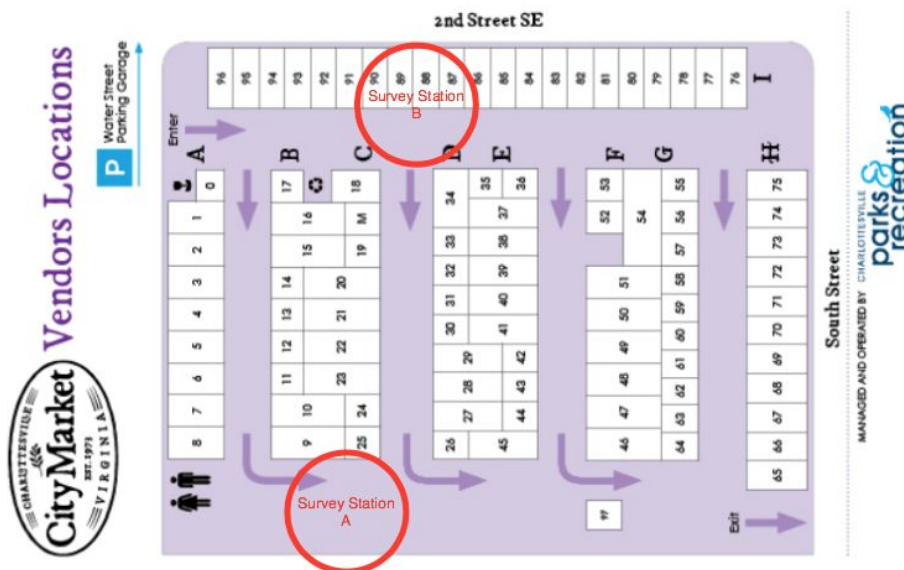 2nd Street SE
Vendors Locations
P
Water Street
Parking Garage
CHARLOTTESVILLE
City Market
EST. 1973
VIRGINIA
Enter
96 95 94 93 92 91 90 89 88 87 86 85 84 83 82 81 80 79 78 77 76
I
Survey Station
B
A
0 1 2 3 4 5 6 7 8
B
17 16 15 14 13 12 11 10 9
C
18 M 19 20 21 22 23 24 25
D
34 33 32 31 30 29 28 27 26
E
35 36 37 38 39 40 41 42 43 44 45
F
53 52 51 50 49 48 47 46
G
54 55 56 57 58 59 60 61 62 63 64
H
75 74 73 72 71 70 69 68 67 66 65
Survey Station
A
97
Exit
South Street
MANAGED AND OPERATED BY CHARLOTTESVILLE
parks&
recreation